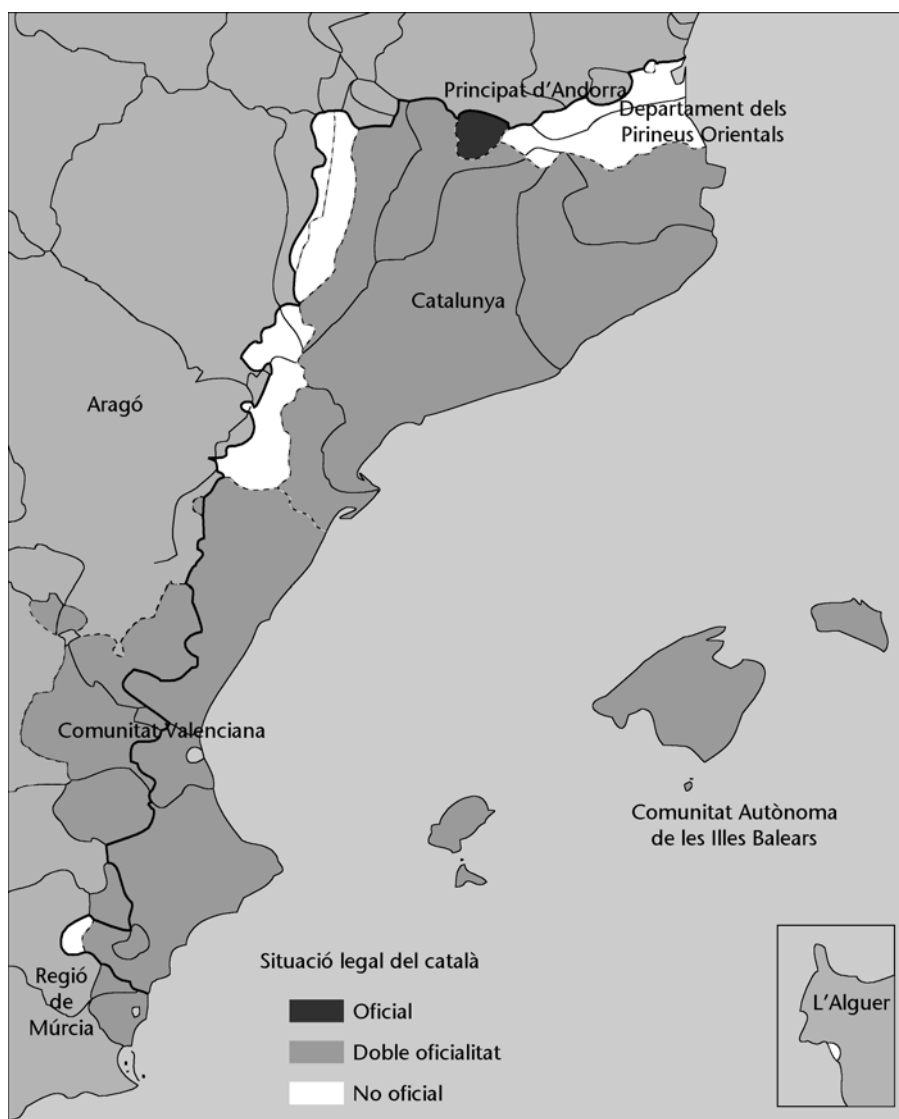 Principat d'Andorra
Departament dels
Pirineus Orientals
Catalunya
Aragó
Comunitat Valenciana
Comunitat Autònoma
de les Illes Balears
Regió
de
Múrcia
L'Alguer
Situació legal del català
Oficial
Doble oficialitat
No oficial